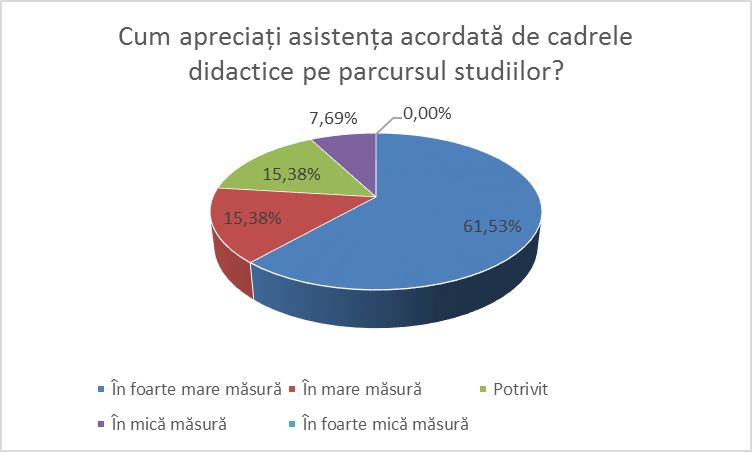 Cum apreciați asistența acordată de cadrele
didactice pe parcursul studiilor?
7,69%
0,00%
15,38%
15,38%
61,53%
În foarte mare măsură
În mare măsură
Potrivit
În mică măsură
În foarte mică măsură